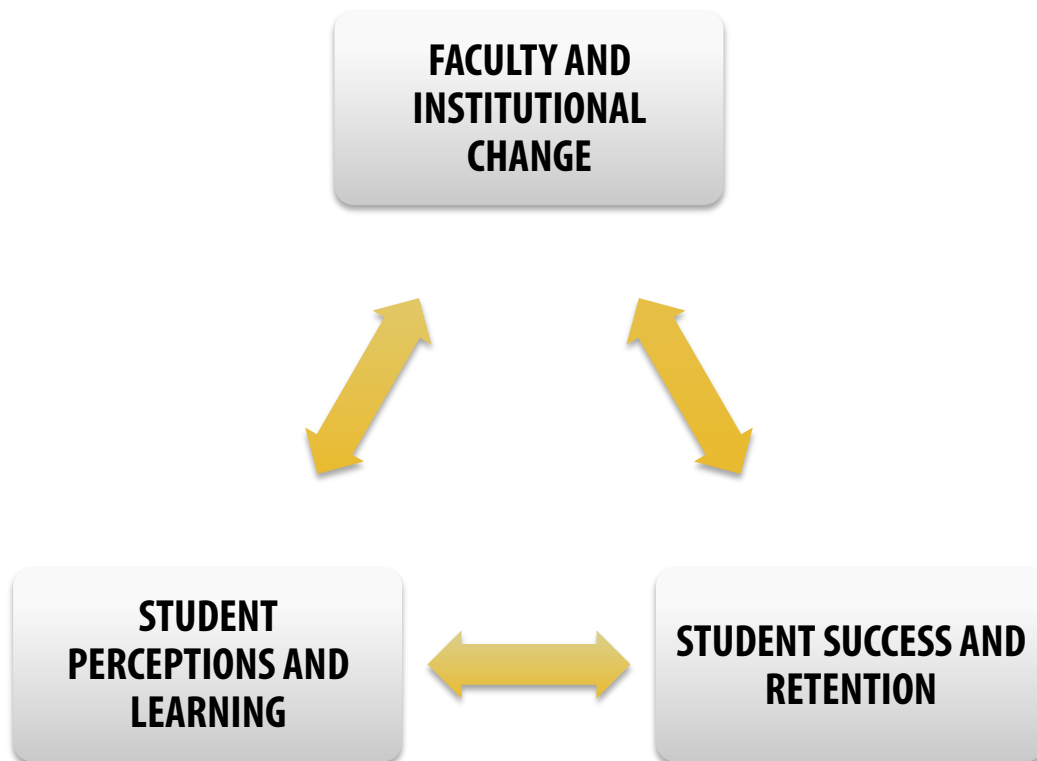 FACULTY AND
INSTITUTIONAL
CHANGE
STUDENT
PERCEPTIONS AND
LEARNING
STUDENT SUCCESS AND
RETENTION